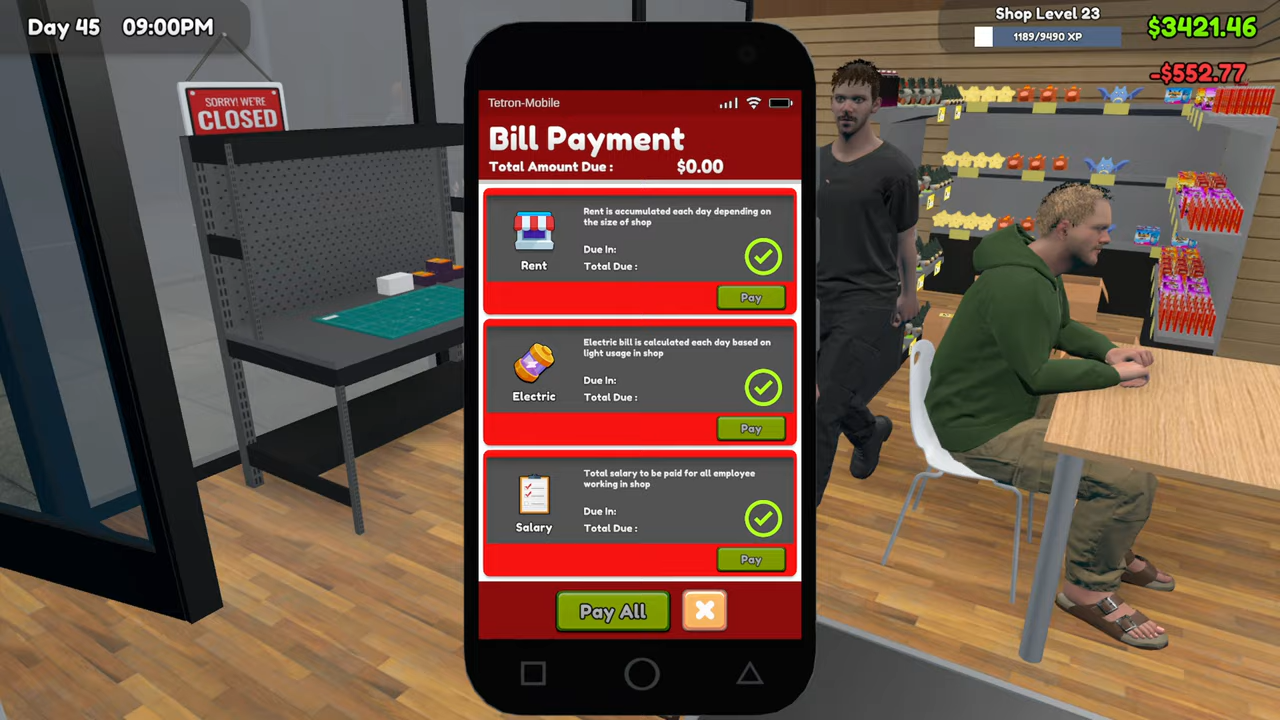 Day 45 09:00PM
Shop Level 23
1189/9490 XP
$3421.46
-$552.77
SORRY! WE'RE
CLOSED
Tetron-Mobile
Bill Payment
Total Amount Due : $0.00
Rent is accumulated each day depending on
the size of shop
Due In:
Total Due :
Rent
Pay
Electric bill is calculated each day based on
light usage in shop
Due In:
Total Due :
Electric
Pay
Total salary to be paid for all employee
working in shop
Due In:
Total Due :
Salary
Pay
Pay All